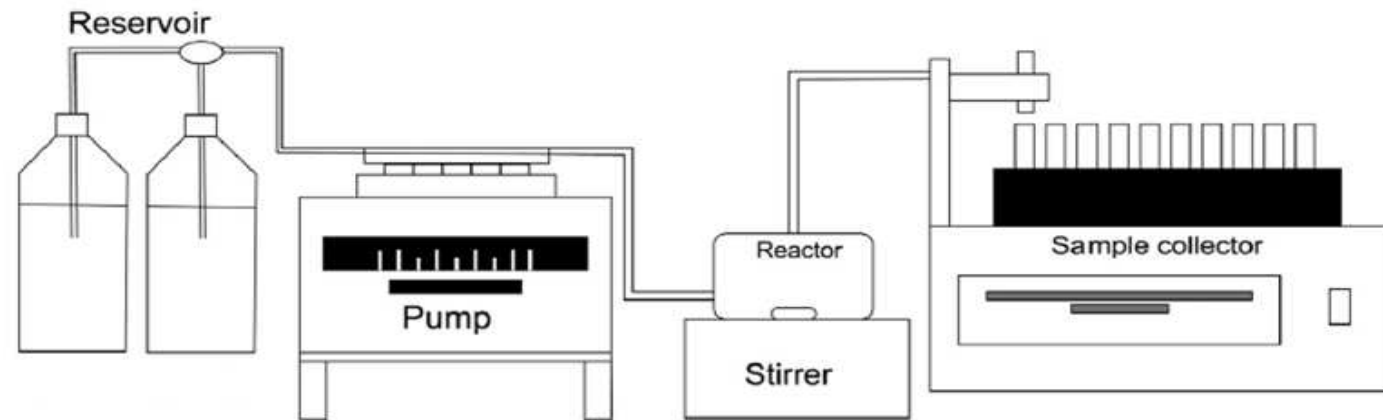 Reservoir
Pump
Reactor
Stirrer
Sample collector